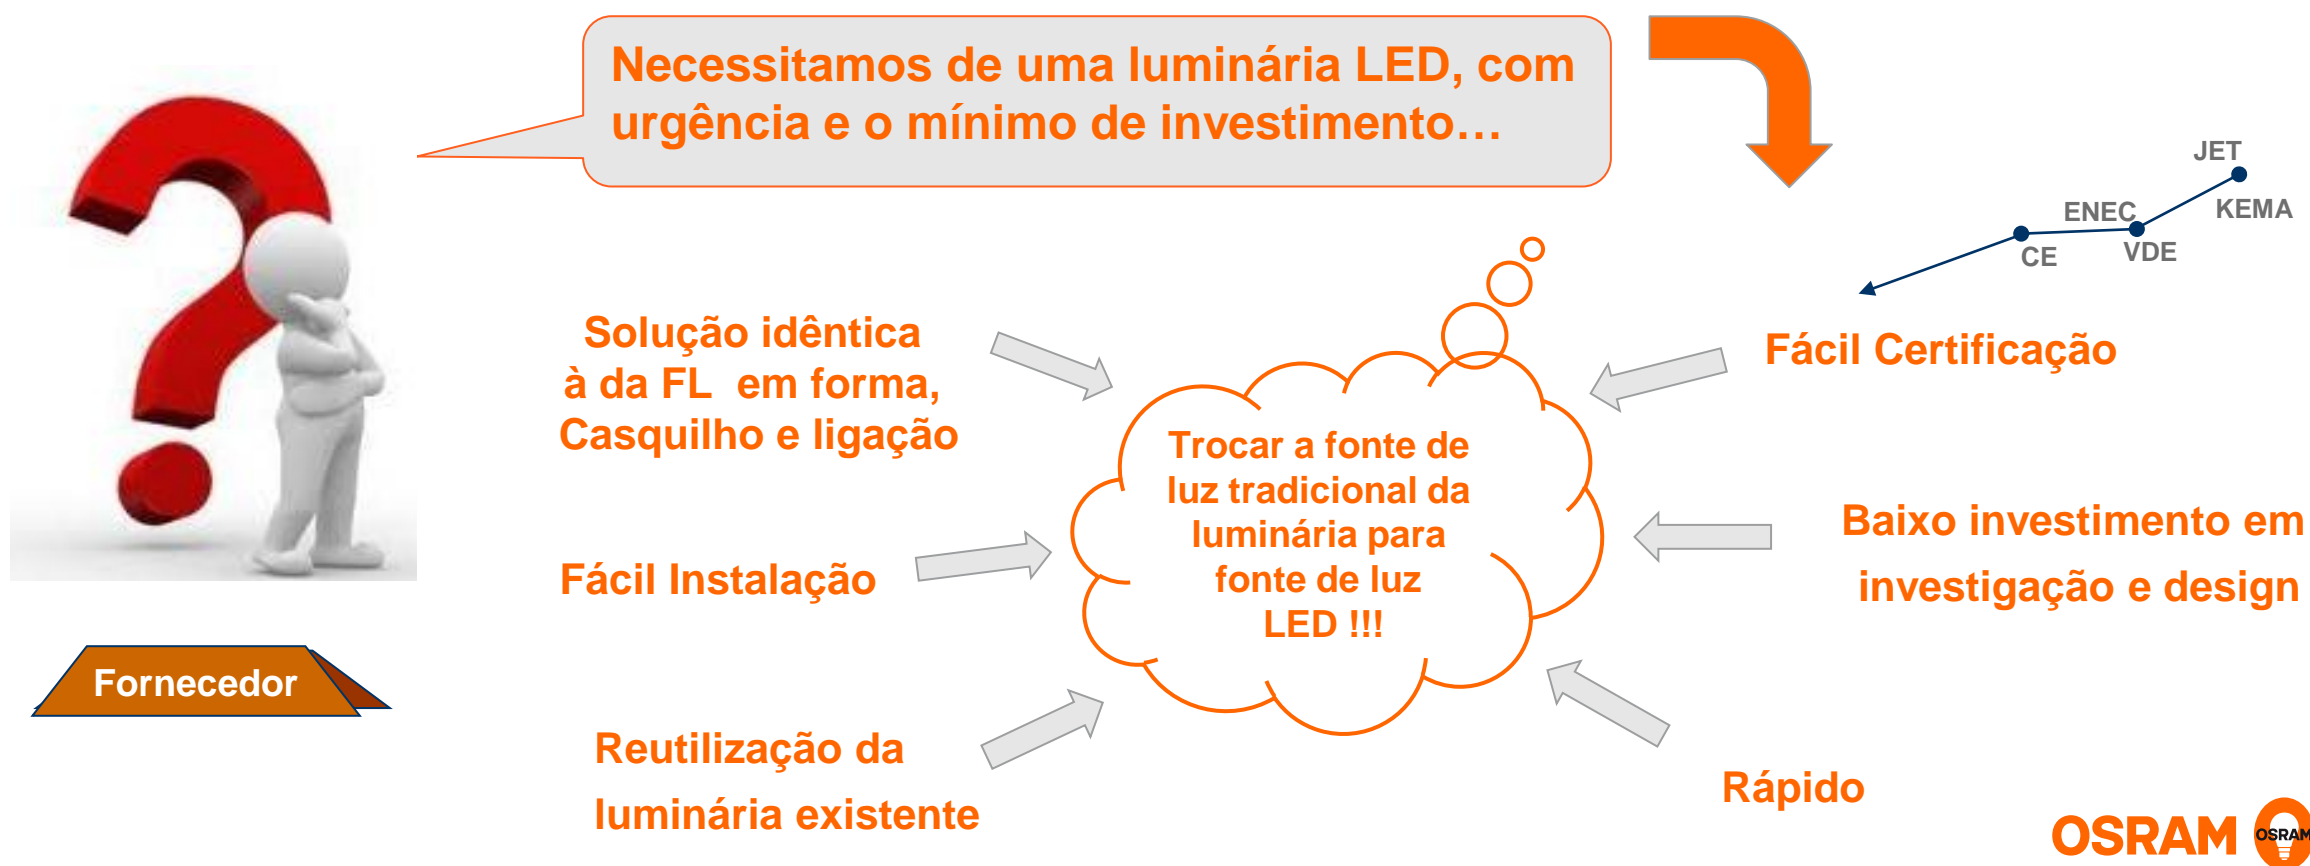 Necessitamos de uma luminária LED, com
urgência e o mínimo de investimento…
JET
KEMA
ENEC
VDE
CE
Solução idêntica
à da FL em forma,
Casquilho e ligação
Fácil Certificação
Trocar a fonte de
luz tradicional da
luminária para
fonte de luz
LED !!!
Fácil Instalação
Baixo investimento em
investigação e design
Fornecedor
Reutilização da
luminária existente
Rápido
OSRAM
OSRAM